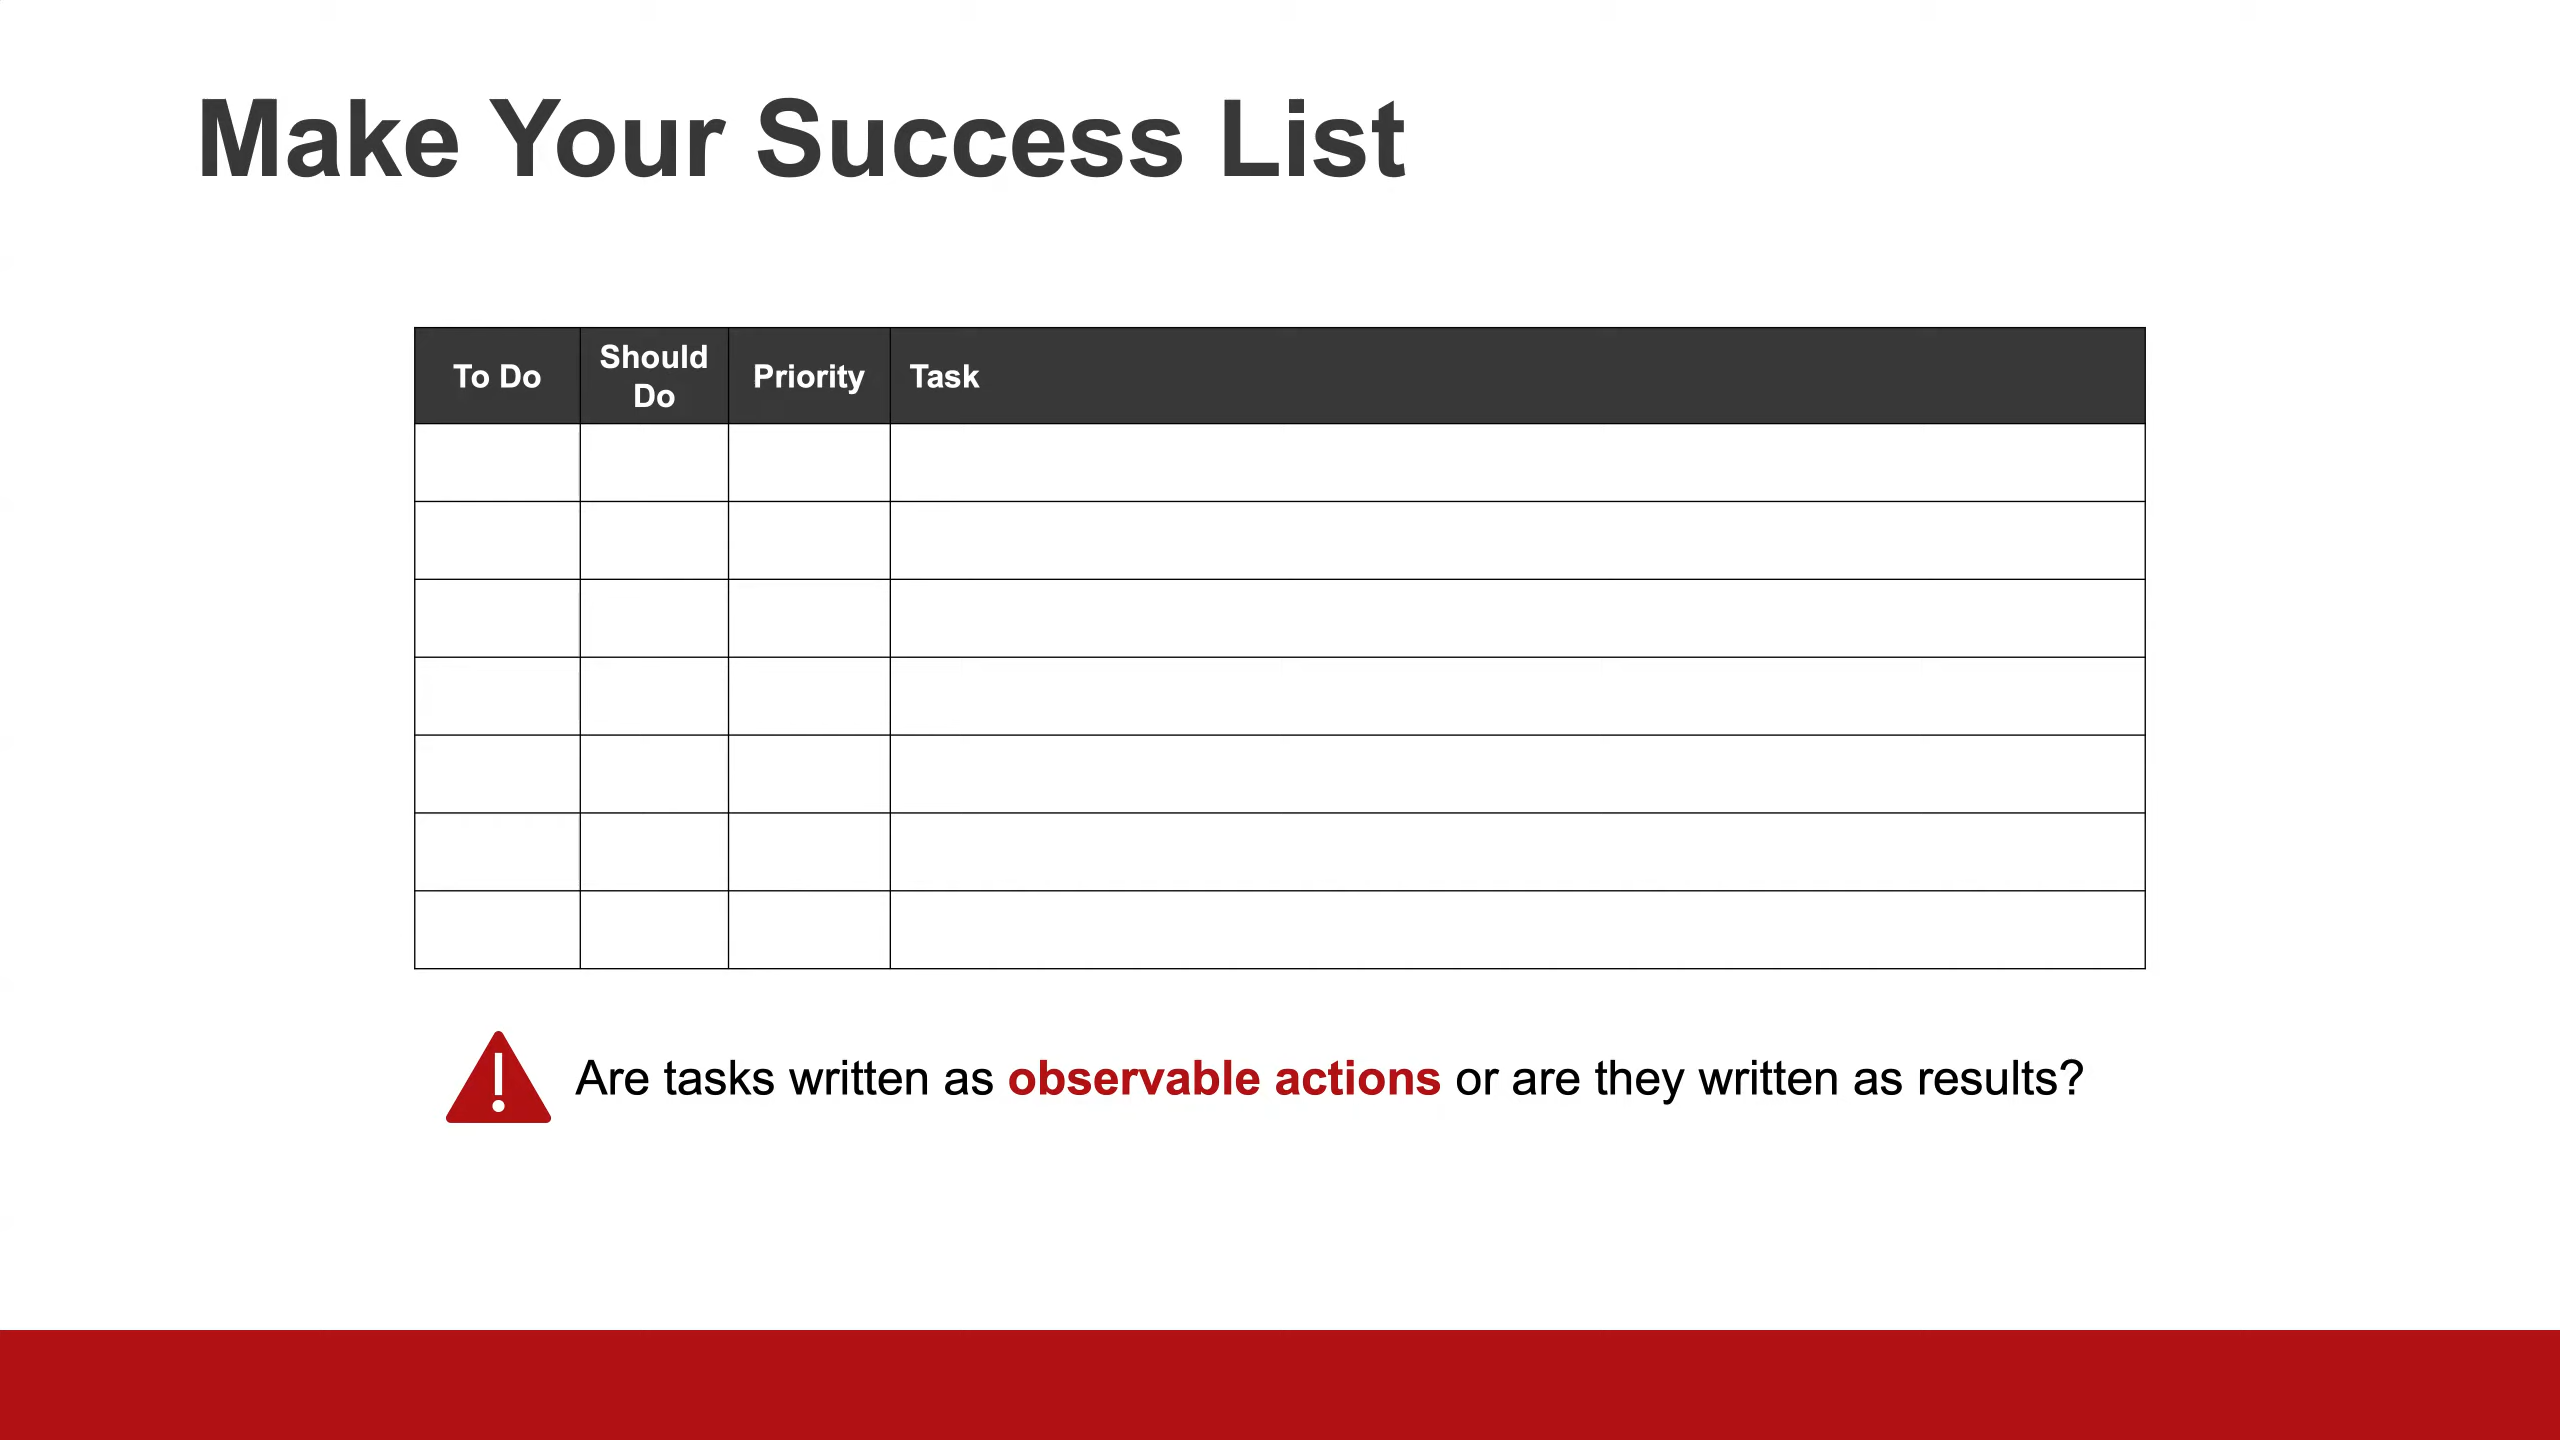 Make Your Success List
To Do
Should
Do
Priority
Task
Are tasks written as observable actions or are they written as results?